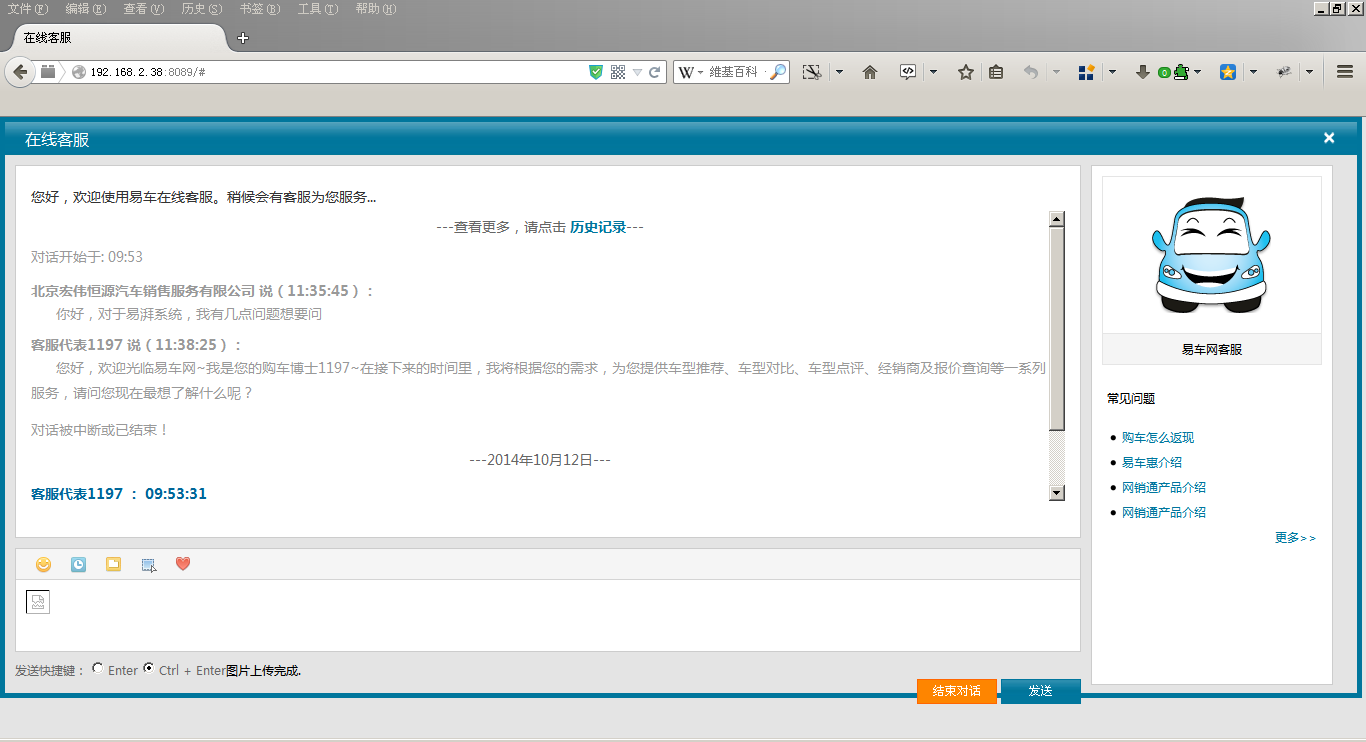 文件(F) 编辑(E) 查看(V) 历史(S) 书签(B) 工具(T) 帮助(H)
在线客服
192.168.2.38:8089/#
W 维基百科
0
在线客服
您好，欢迎使用易车在线客服。稍候会有客服为您服务...
---查看更多，请点击 历史记录---
对话开始于: 09:53
北京宏伟恒源汽车销售服务有限公司 说（11:35:45）：
你好，对于易湃系统，我有几点问题想要问
客服代表1197 说（11:38:25）：
您好，欢迎光临易车网~我是您的购车博士1197~在接下来的时间里，我将根据您的需求，为您提供车型推荐、车型对比、车型点评、经销商及报价查询等一系列
服务，请问您现在最想了解什么呢？
对话被中断或已结束！
---2014年10月12日---
客服代表1197 ： 09:53:31
发送快捷键： Enter Ctrl + Enter图片上传完成.
结束对话 发送
易车网客服
常见问题
购车怎么返现
易车惠介绍
网销通产品介绍
网销通产品介绍
更多>>